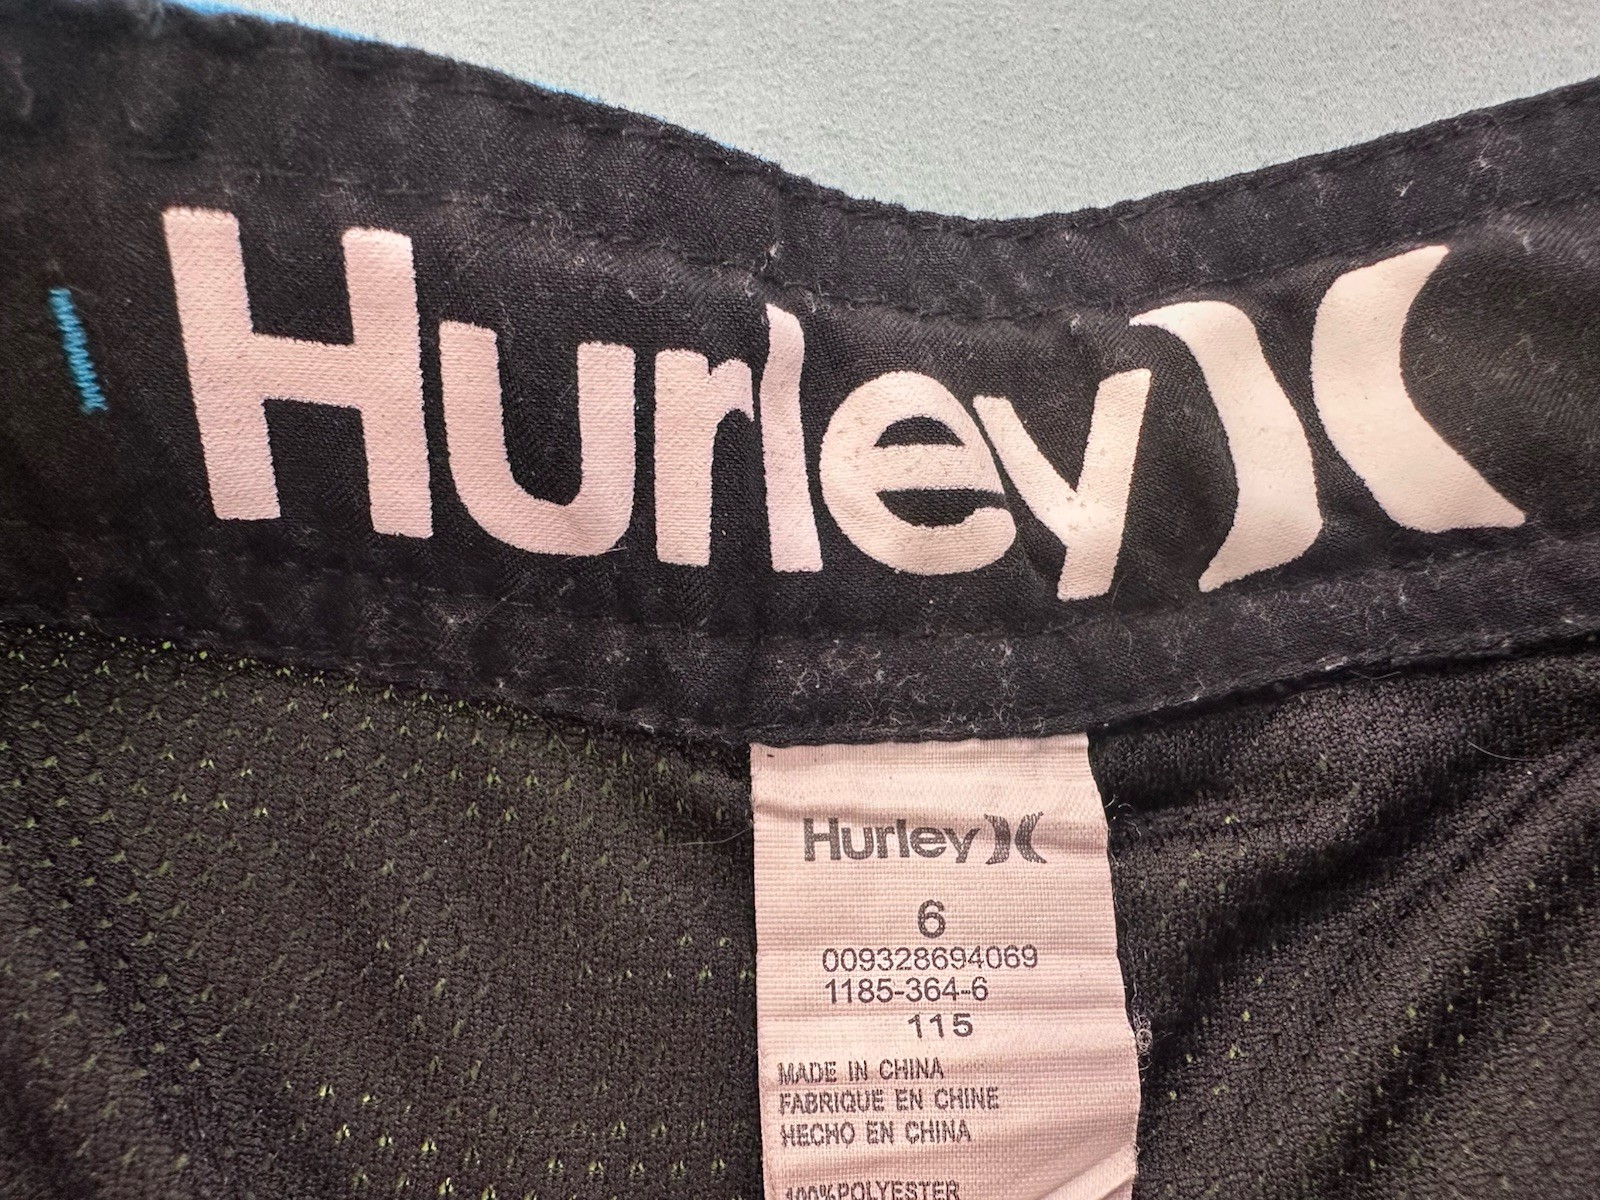 Hurley
Hurley
6
009328694069
1185-364-6
115
MADE IN CHINA
FABRIQUE EN CHINE
HECHO EN CHINA
100%POLYESTER